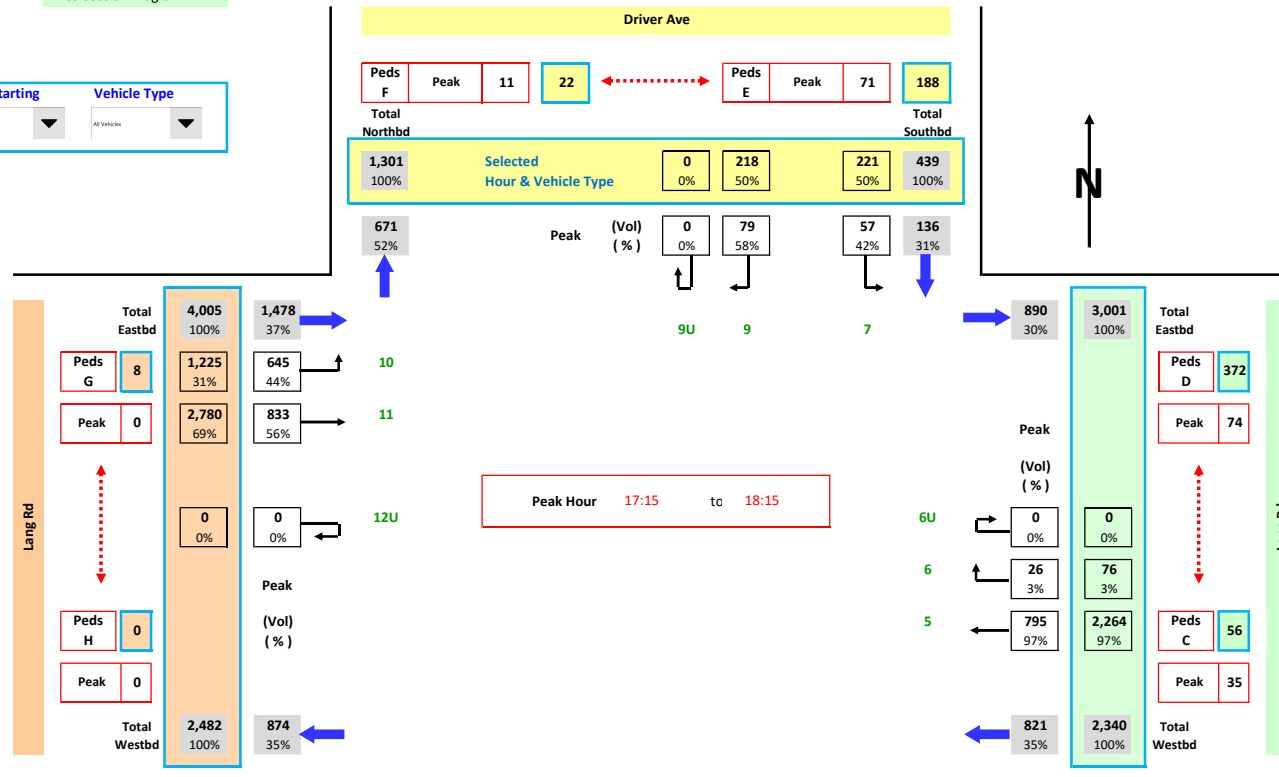 Driver Ave
arting Vehicle Type
All Vehicles
Peds F Peak 11 22
Peds E Peak 71 188
Total Northbd
Total Southbd
1,301 100%
Selected Hour & Vehicle Type
0 0%
218 50%
221 50%
439 100%
671 52%
Peak (Vol) ( % )
0 0%
79 58%
57 42%
136 31%
N
9U 9 7
Total Eastbd
4,005 100%
1,478 37%
890 30%
3,001 100%
Total Eastbd
Peds G 8
1,225 31%
645 44%
10
Peds D 372
Peak 0
2,780 69%
833 56%
11
Peak
Peak 74
(Vol) ( % )
Lang Rd
0 0%
0 0%
12U
Peak Hour 17:15 to 18:15
6U
0 0%
0 0%
Peak
6
26 3%
76 3%
Peds H 0
(Vol) ( % )
5
795 97%
2,264 97%
Peds C 56
Peak 0
Peak 35
Total Westbd
2,482 100%
874 35%
821 35%
2,340 100%
Total Westbd